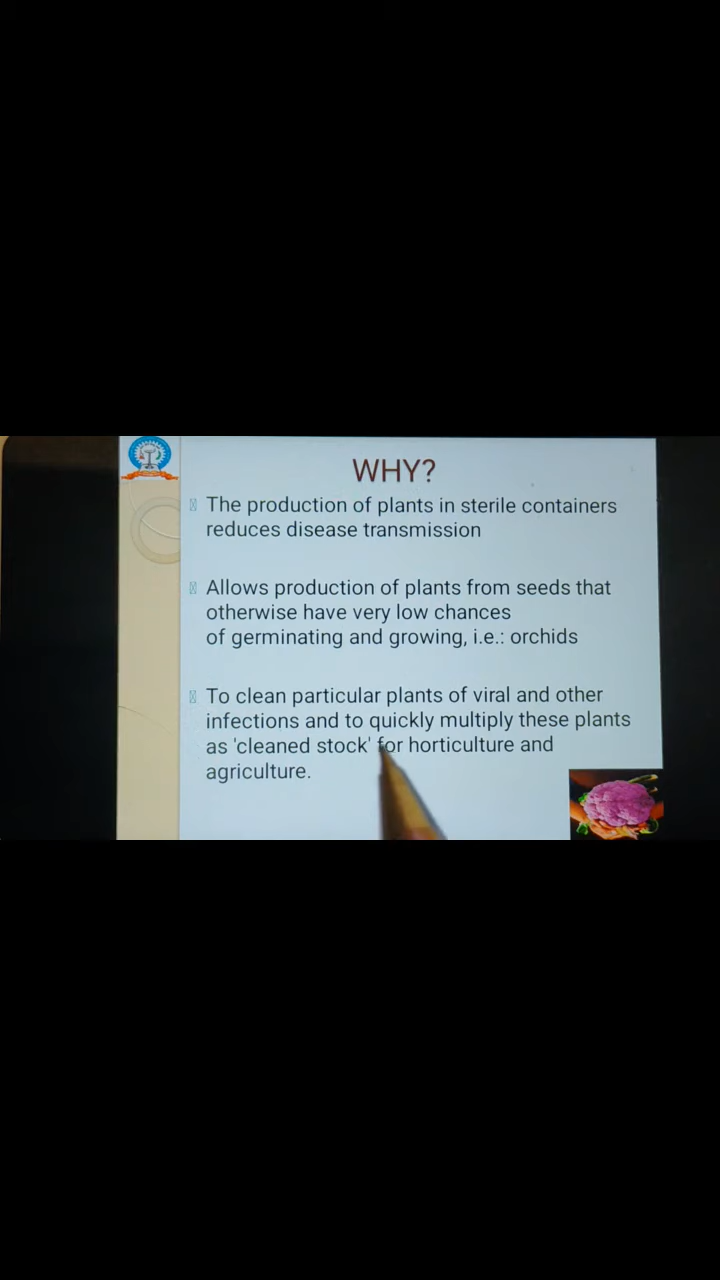 WHY?
The production of plants in sterile containers
reduces disease transmission
Allows production of plants from seeds that
otherwise have very low chances
of germinating and growing, i.e.: orchids
To clean particular plants of viral and other
infections and to quickly multiply these plants
as 'cleaned stock' for horticulture and
agriculture.